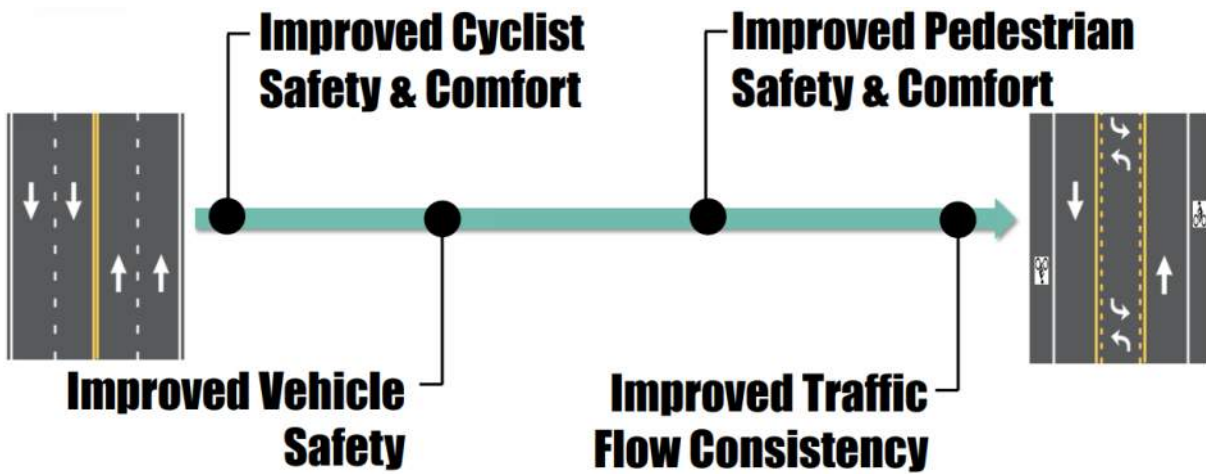 Improved Cyclist
Safety & Comfort
Improved Pedestrian
Safety & Comfort
Improved Vehicle
Safety
Improved Traffic
Flow Consistency